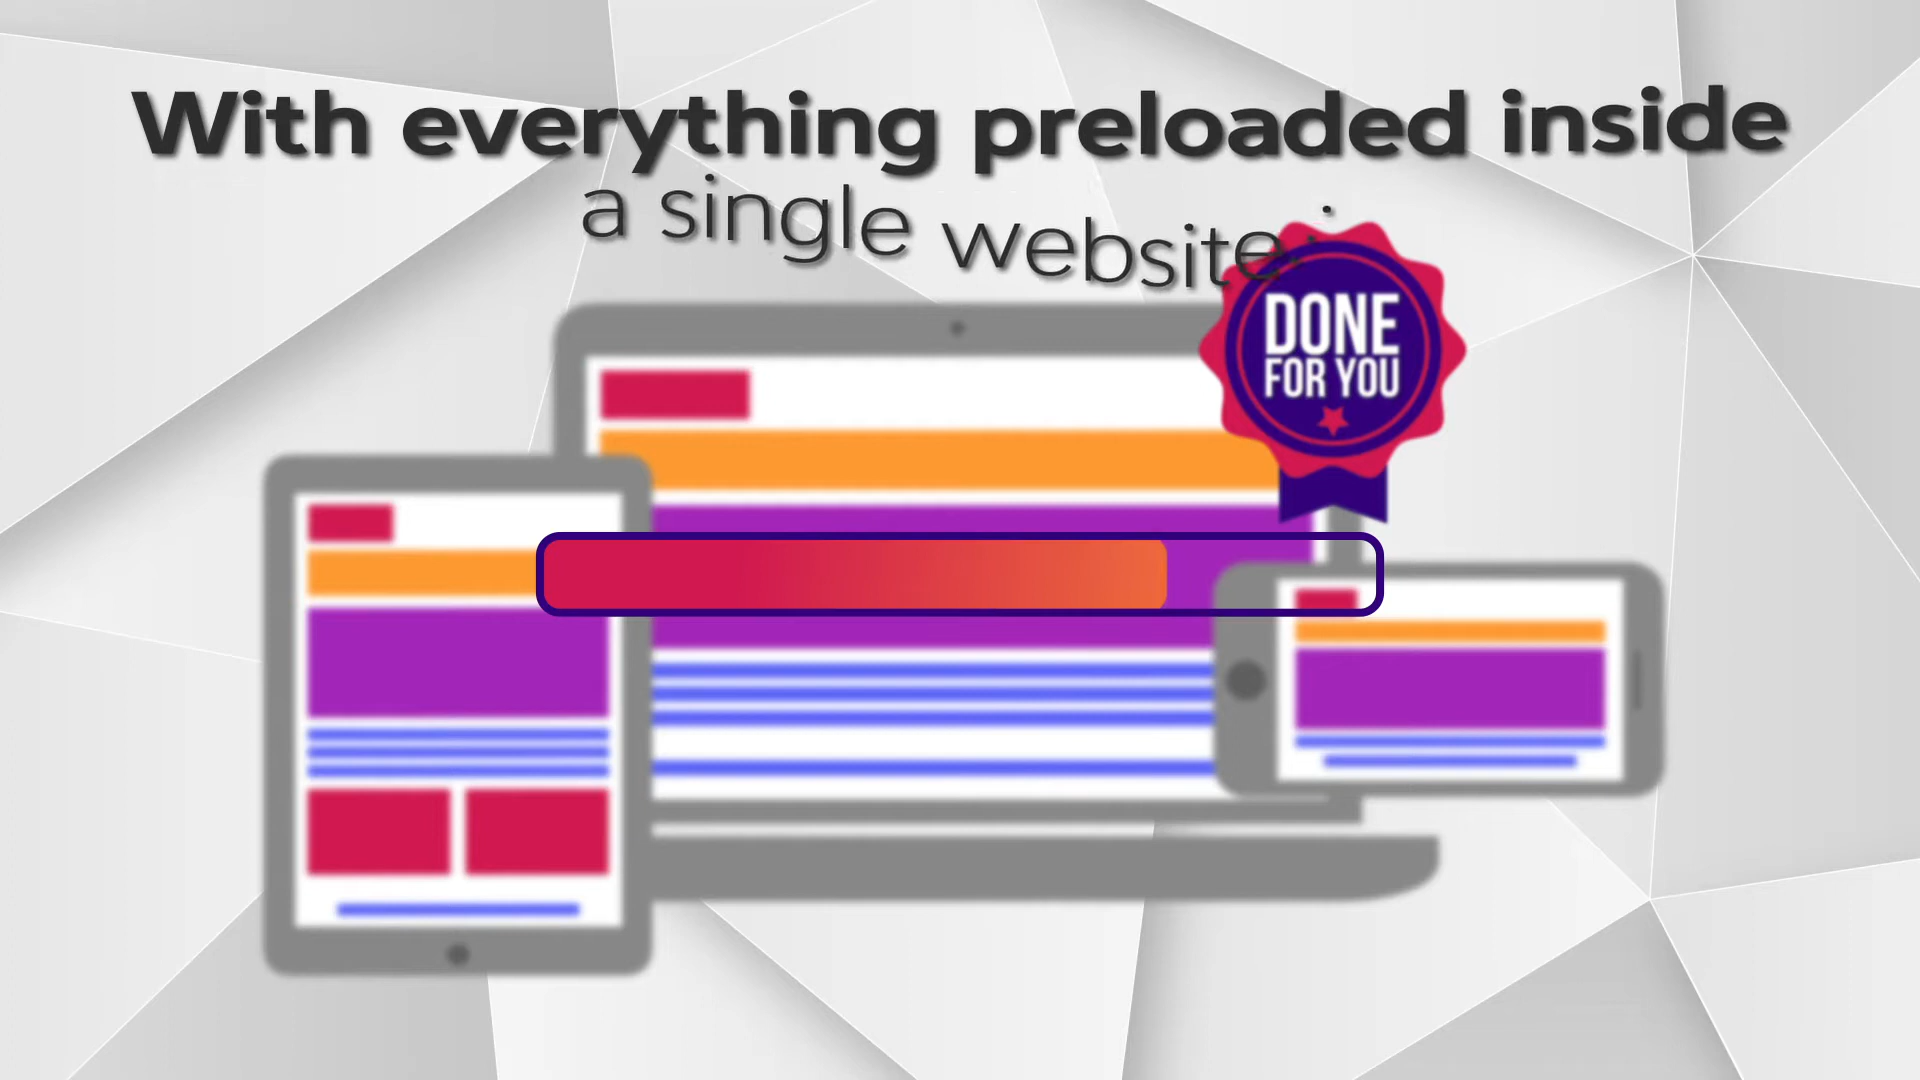 With everything preloaded inside
a single website.
DONE
FOR YOU